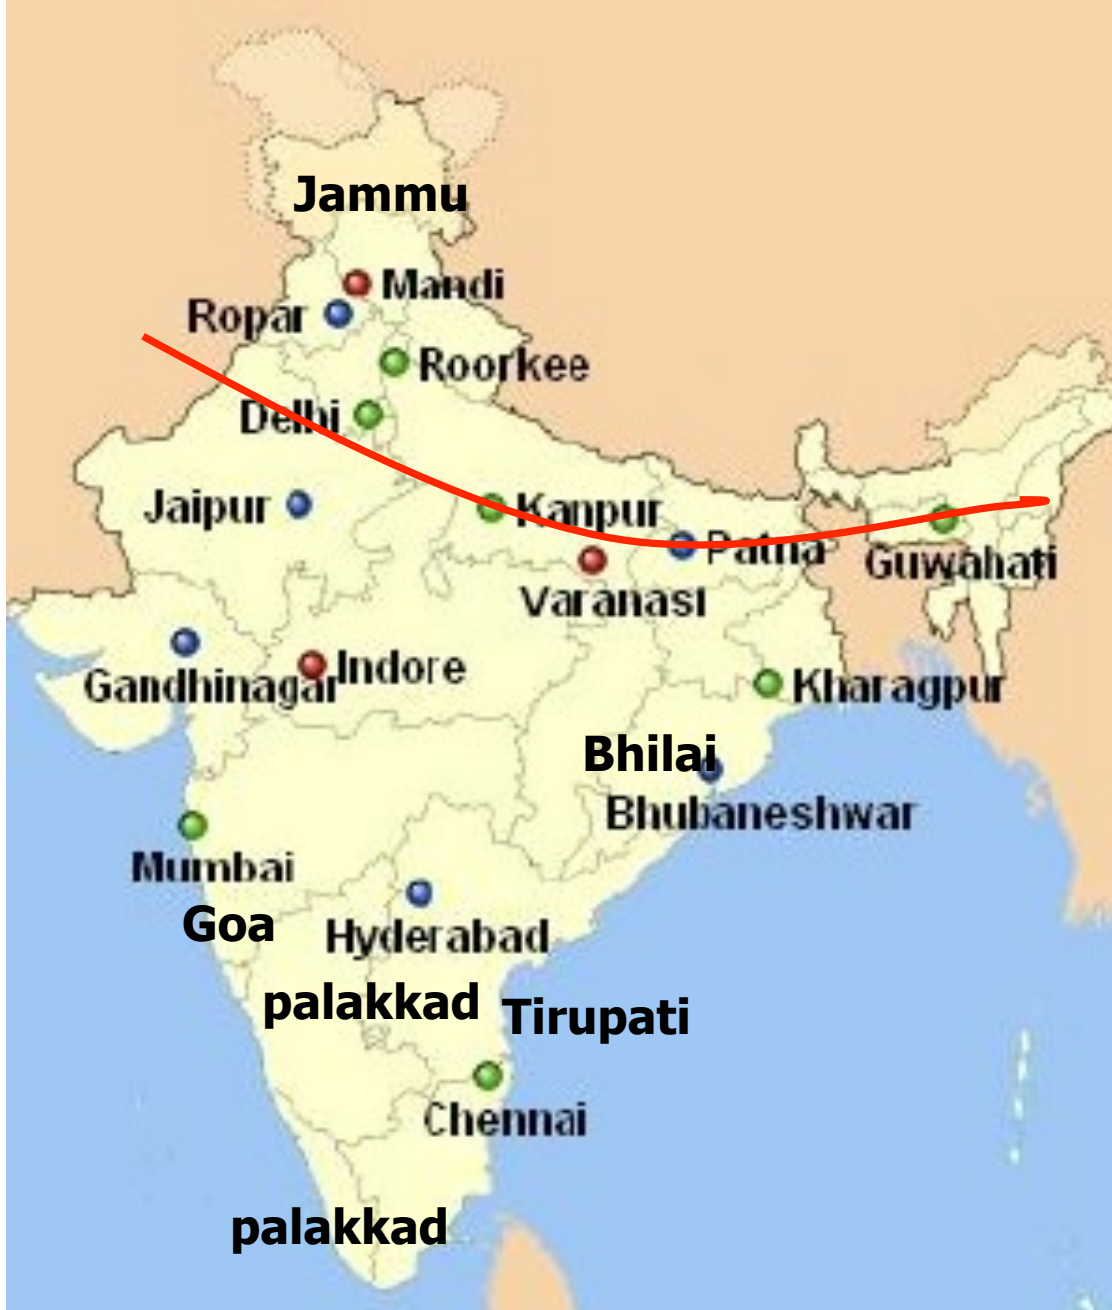 Jammu
Mandi
Ropar
Roorkee
Delhi
Jaipur
Kanpur
Patna
Guwahati
Varanasi
Indore
Gandhinagar
Kharagpur
Bhilai
Bhubaneshwar
Mumbai
Goa
Hyderabad
palakkad
Tirupati
Chennai
palakkad